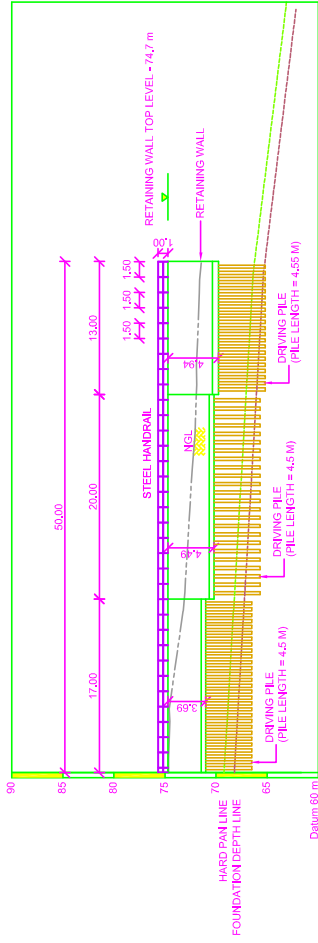 RETAINING WALL TOP LEVEL - 74.7 m
RETAINING WALL
1.00
1.50
1.50
1.50
50.00
17.00
20.00
13.00
STEEL HANDRAIL
NGL
3.69
4.49
4.94
DRIVING PILE
(PILE LENGTH = 4.5 M)
DRIVING PILE
(PILE LENGTH = 4.5 M)
DRIVING PILE
(PILE LENGTH = 4.55 M)
HARD PAN LINE
FOUNDATION DEPTH LINE
90
85
80
75
70
65
Datum 60 m